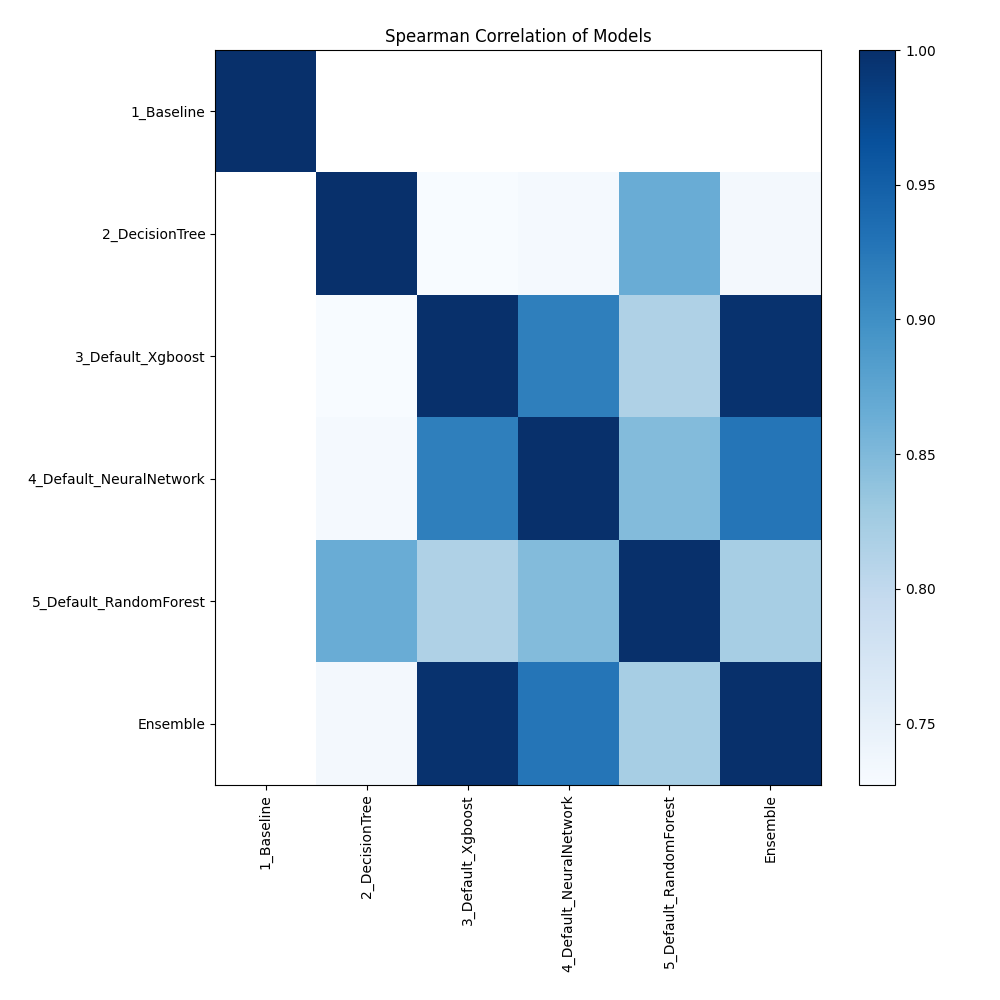 Spearman Correlation of Models
1_Baseline
2_DecisionTree
3_Default_Xgboost
4_Default_NeuralNetwork
5_Default_RandomForest
Ensemble
1_Baseline
2_DecisionTree
3_Default_Xgboost
4_Default_NeuralNetwork
5_Default_RandomForest
Ensemble
1.00
0.95
0.90
0.85
0.80
0.75